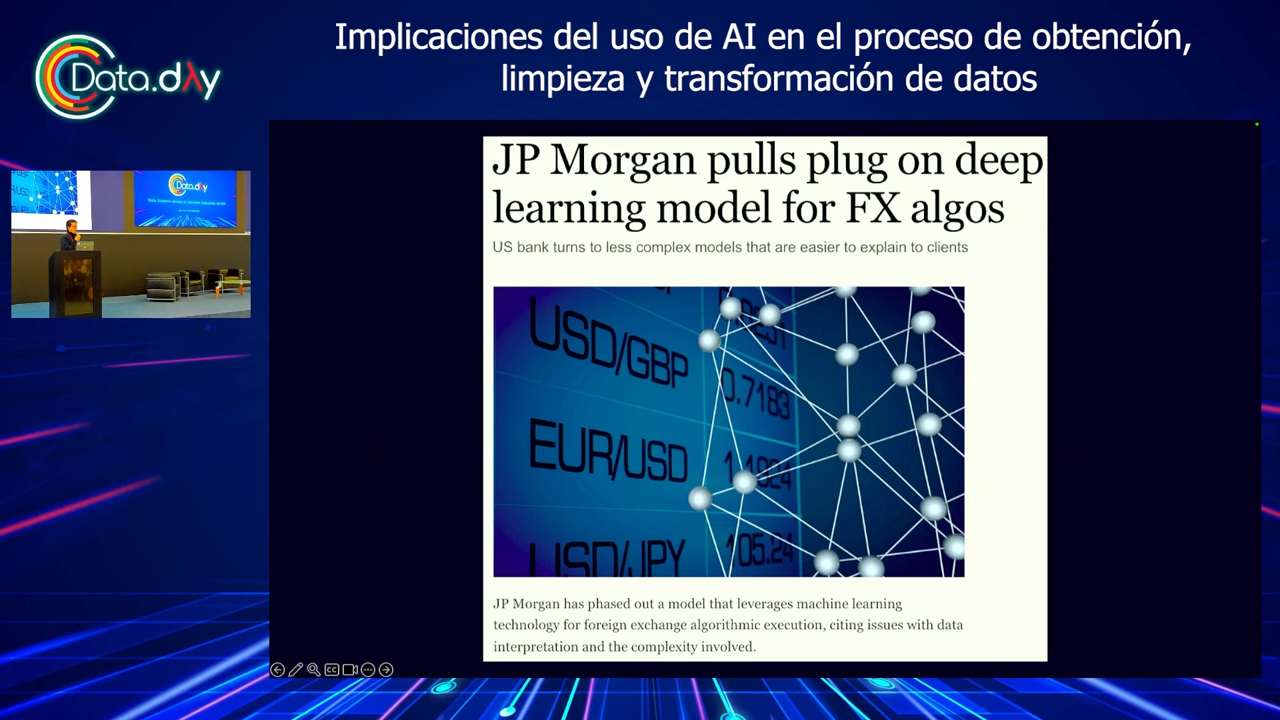 Implicaciones del uso de AI en el proceso de obtención,
limpieza y transformación de datos
Data.dλy
JP Morgan pulls plug on deep
learning model for FX algos
US bank turns to less complex models that are easier to explain to clients
USD/GBP
0.7183
EUR/USD
USD/JPY
105.24
JP Morgan has phased out a model that leverages machine learning
technology for foreign exchange algorithmic execution, citing issues with data
interpretation and the complexity involved.
Data.dλy
CC